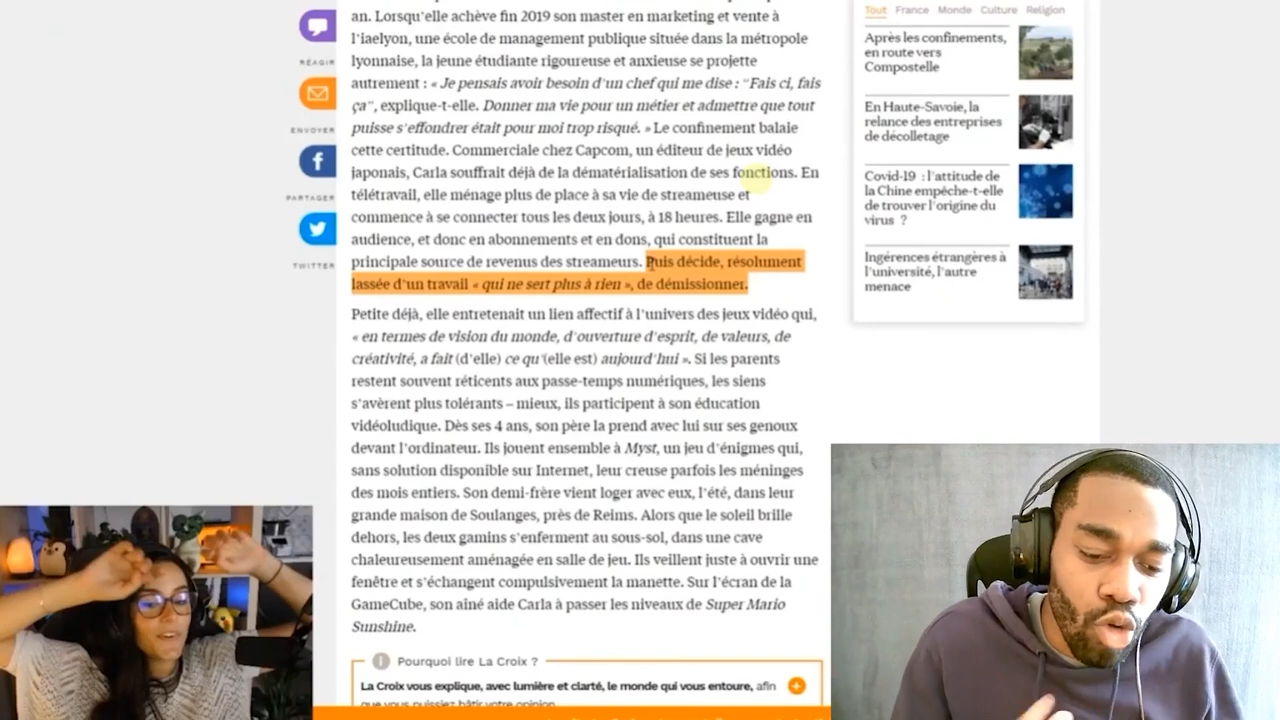 RÉAGIR
ENVOYER
f
PARTAGER
TWITTER
an. Lorsqu'elle achève fin 2019 son master en marketing et vente à
l'iaelyon, une école de management publique située dans la métropole
lyonnaise, la jeune étudiante rigoureuse et anxieuse se projette
autrement : « Je pensais avoir besoin d'un chef qui me dise : "Fais ci, fais
ça", explique-t-elle. Donner ma vie pour un métier et admettre que tout
puisse s'effondrer était pour moi trop risqué. » Le confinement balaie
cette certitude. Commerciale chez Capcom, un éditeur de jeux vidéo
japonais, Carla souffrait déjà de la dématérialisation de ses fonctions. En
télétravail, elle ménage plus de place à sa vie de streameuse et
commence à se connecter tous les deux jours, à 18 heures. Elle gagne en
audience, et donc en abonnements et en dons, qui constituent la
principale source de revenus des streameurs. Puis décide, résolument
lassée d'un travail « qui ne sert plus à rien », de démissionner.
Petite déjà, elle entretenait un lien affectif à l'univers des jeux vidéo qui,
« en termes de vision du monde, d'ouverture d'esprit, de valeurs, de
créativité, a fait (d'elle) ce qu'(elle est) aujourd'hui ». Si les parents
restent souvent réticents aux passe-temps numériques, les siens
s'avèrent plus tolérants – mieux, ils participent à son éducation
vidéoludique. Dès ses 4 ans, son père la prend avec lui sur ses genoux
devant l'ordinateur. Ils jouent ensemble à Myst, un jeu d'énigmes qui,
sans solution disponible sur Internet, leur creuse parfois les méninges
des mois entiers. Son demi-frère vient loger avec eux, l'été, dans leur
grande maison de Soulanges, près de Reims. Alors que le soleil brille
dehors, les deux gamins s'enferment au sous-sol, dans une cave
chaleureusement aménagée en salle de jeu. Ils veillent juste à ouvrir une
fenêtre et s'échangent compulsivement la manette. Sur l'écran de la
GameCube, son aîné aide Carla à passer les niveaux de Super Mario
Sunshine.
i Pourquoi lire La Croix ?
La Croix vous explique, avec lumière et clarté, le monde qui vous entoure, afin
que vous puissiez bâtir votre opinion.
Tout France Monde Culture Religion
Après les confinements,
en route vers
Compostelle
En Haute-Savoie, la
relance des entreprises
de décolletage
Covid-19 : l'attitude de
la Chine empêche-t-elle
de trouver l'origine du
virus ?
Ingérences étrangères à
l'université, l'autre
menace